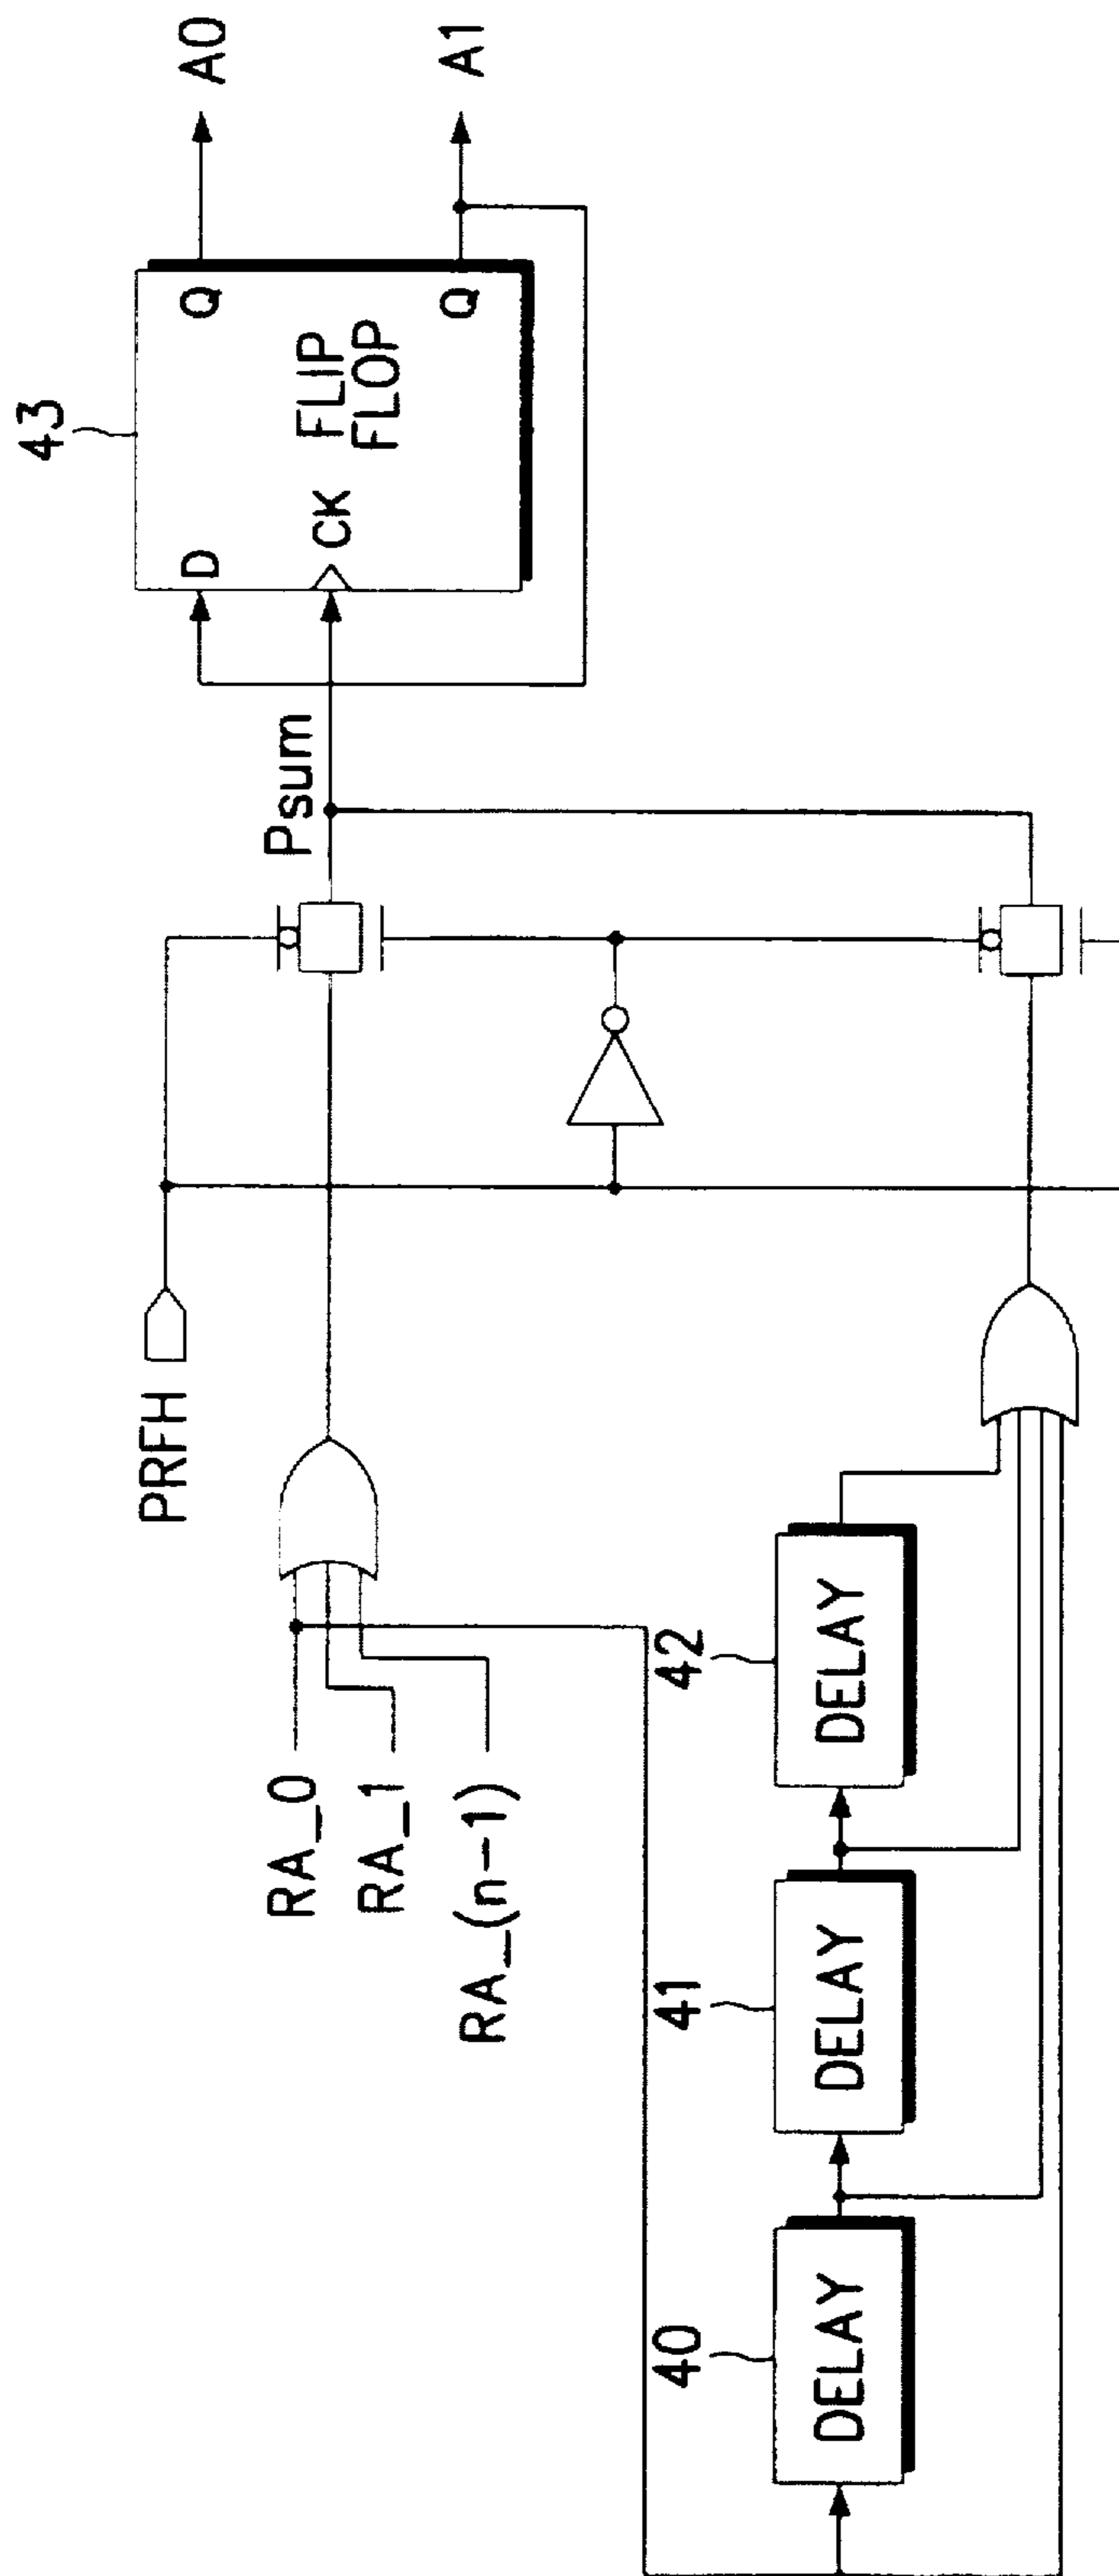 PRFH
RA_0
RA_1
RA_(n-1)
Psum
43
D
Q
CK
FLIP
FLOP
Q
A0
A1
40
DELAY
41
DELAY
42
DELAY